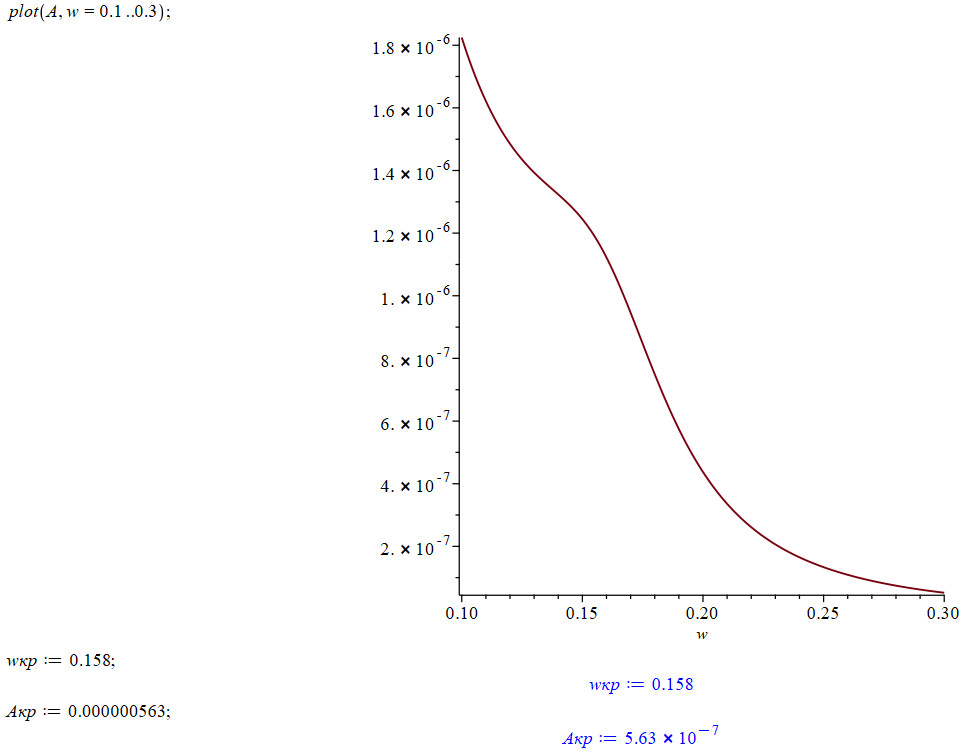 plot(A, w = 0.1 ..0.3);
1.8 × 10^-6
1.6 × 10^-6
1.4 × 10^-6
1.2 × 10^-6
1. × 10^-6
8. × 10^-7
6. × 10^-7
4. × 10^-7
2. × 10^-7
0.10 0.15 0.20 0.25 0.30
w
wкр := 0.158;
wкр := 0.158
Aкр := 0.000000563;
Aкр := 5.63 × 10^-7